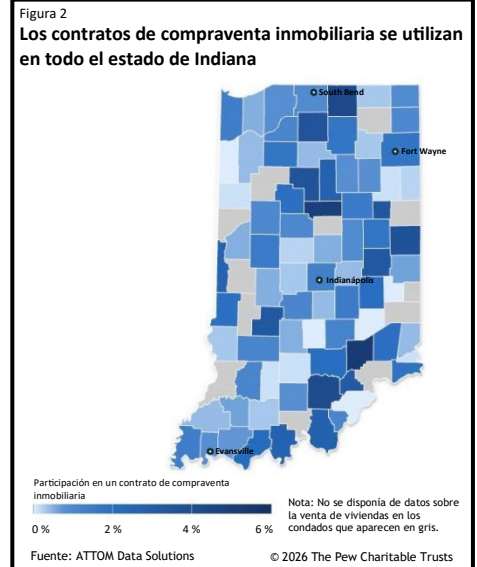 Figura 2
Los contratos de compraventa inmobiliaria se utilizan
en todo el estado de Indiana
South Bend
Fort Wayne
Indianápolis
Evansville
Participación en un contrato de compraventa
inmobiliaria
0 % 2 % 4 % 6 %
Nota: No se disponía de datos sobre
la venta de viviendas en los
condados que aparecen en gris.
Fuente: ATTOM Data Solutions
© 2026 The Pew Charitable Trusts